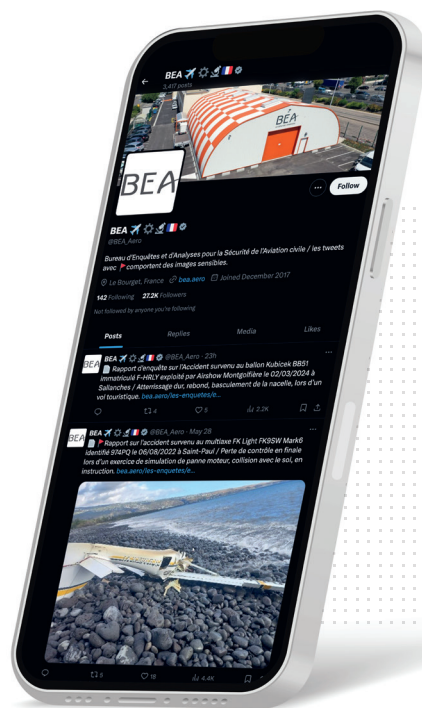 BEA ✈️ 🇫🇷
3,417 posts
BEA
BEA
Follow
BEA ✈️ 🇫🇷
@BEA_Aero
Bureau d'Enquêtes et d'Analyses pour la Sécurité de l'Aviation civile / les tweets
avec 🚩comportent des images sensibles.
Le Bourget, France bea.aero Joined December 2017
142 Following 27.2K Followers
Not followed by anyone you're following
Posts Replies Media Likes
BEA
BEA ✈️ 🇫🇷 @BEA_Aero · 23h
📄 Rapport d'enquête sur l'Accident survenu au ballon Kubicek BB51
immatriculé F-HRLY exploité par Airshow Montgolfière le 02/03/2024 à
Sallanches / Atterrissage dur, rebond, basculement de la nacelle, lors d'un
vol touristique. bea.aero/les-enquetes/e...
4 5 2.2K
BEA
BEA ✈️ 🇫🇷 @BEA_Aero · May 28
📄 🚩Rapport sur l'accident survenu au multiaxe FK Light FK9SW Mark6
identifié 974PQ le 06/08/2022 à Saint-Paul / Perte de contrôle en finale
lors d'un exercice de simulation de panne moteur, collision avec le sol, en
instruction. bea.aero/les-enquetes/e...
5 18 4.4K